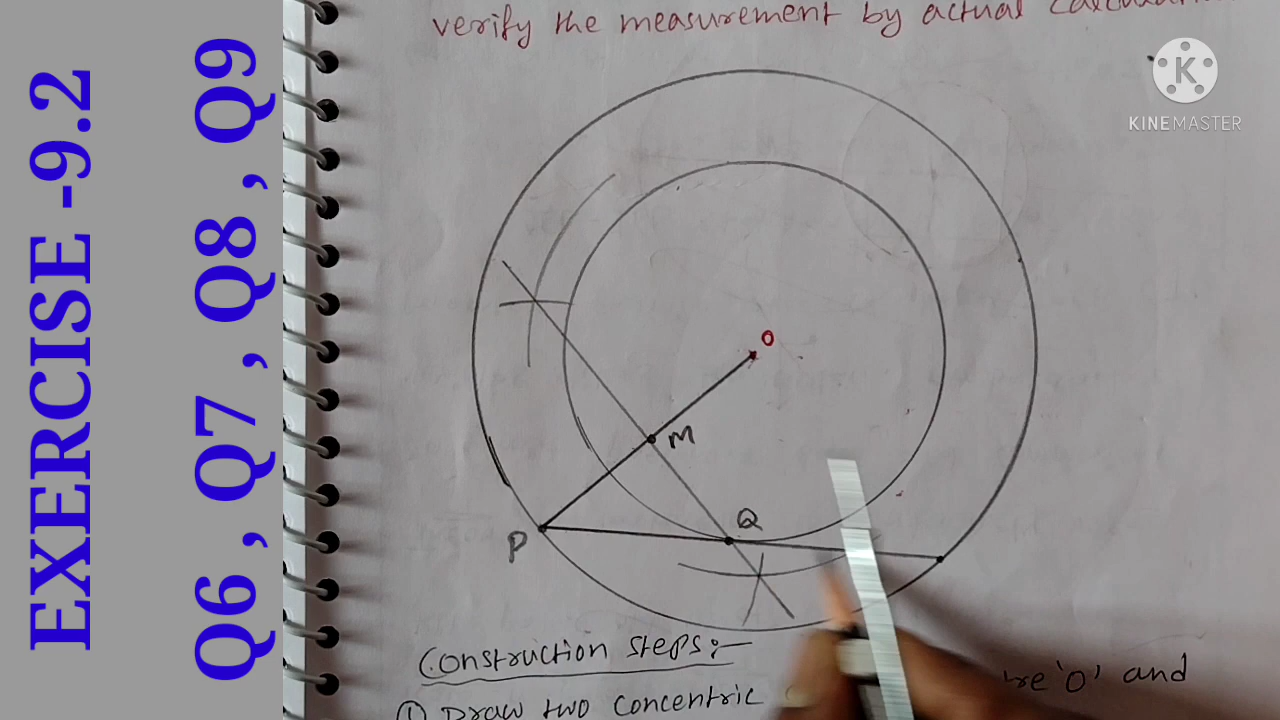 EXERCISE -9.2
Q6 , Q7 , Q8 , Q9
verify the measurement by actual
K
KINEMASTER
O
M
Q
P
Construction steps:-
① Draw two concentric
'O' and